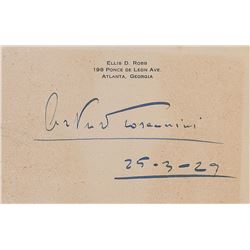 ELLIS D. ROBB
198 PONCE DE LEON AVE.
ATLANTA, GEORGIA
Arturo Toscanini
25-3-29